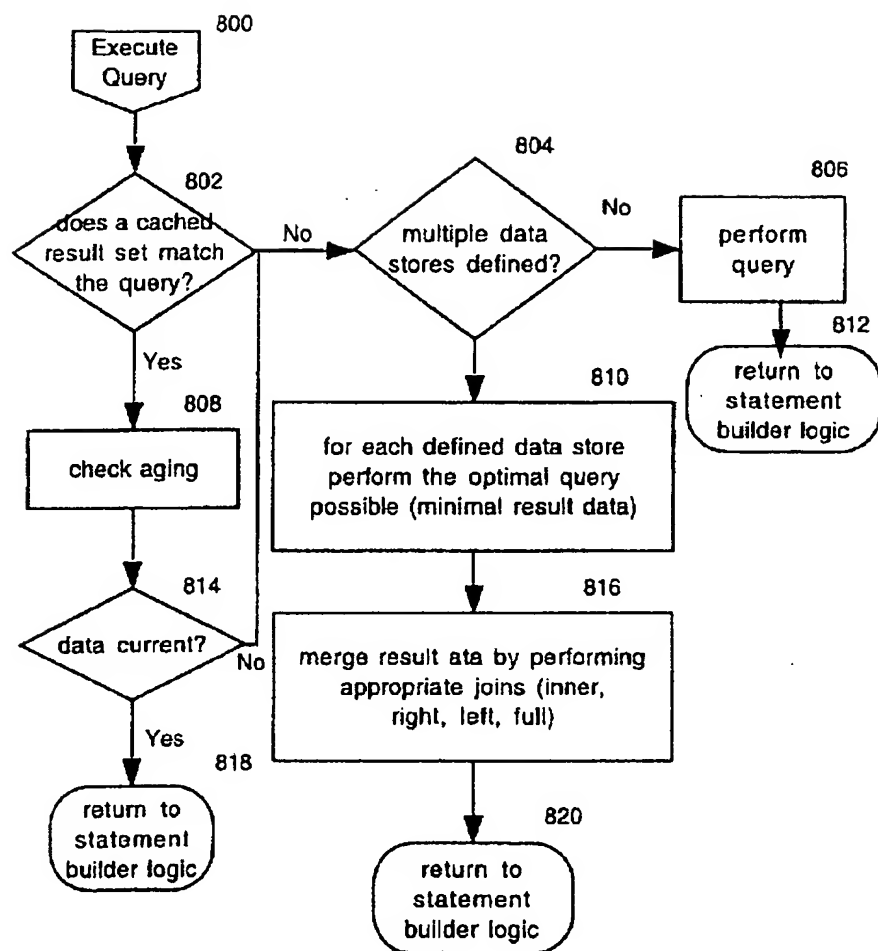 800
Execute
Query
802
does a cached
result set match
the query?
No
804
multiple data
stores defined?
No
806
perform
query
812
return to
statement
builder logic
Yes
808
check aging
814
data current?
No
Yes
818
return to
statement
builder logic
810
for each defined data store
perform the optimal query
possible (minimal result data)
816
merge result ata by performing
appropriate joins (inner,
right, left, full)
820
return to
statement
builder logic